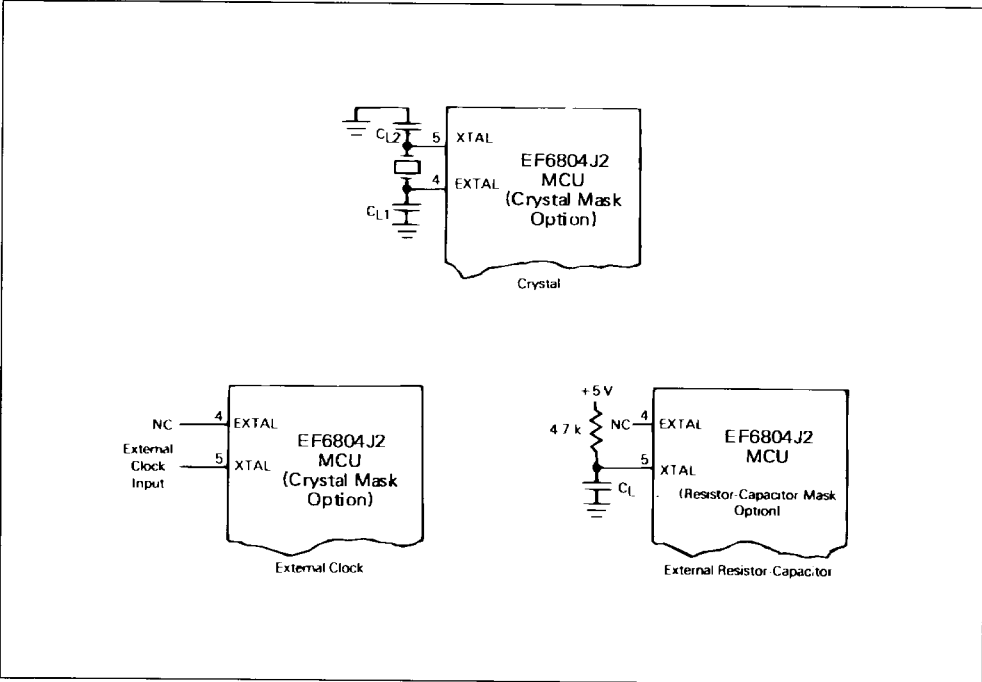 CL2
5 XTAL
4 EXTAL
CL1
EF6804J2
MCU
(Crystal Mask
Option)
Crystal
NC
4 EXTAL
External
Clock
Input
5 XTAL
EF6804J2
MCU
(Crystal Mask
Option)
External Clock
+5 V
4 7 k
NC 4 EXTAL
5 XTAL
CL
EF6804J2
MCU
(Resistor-Capacitor Mask
Option)
External Resistor-Capacitor